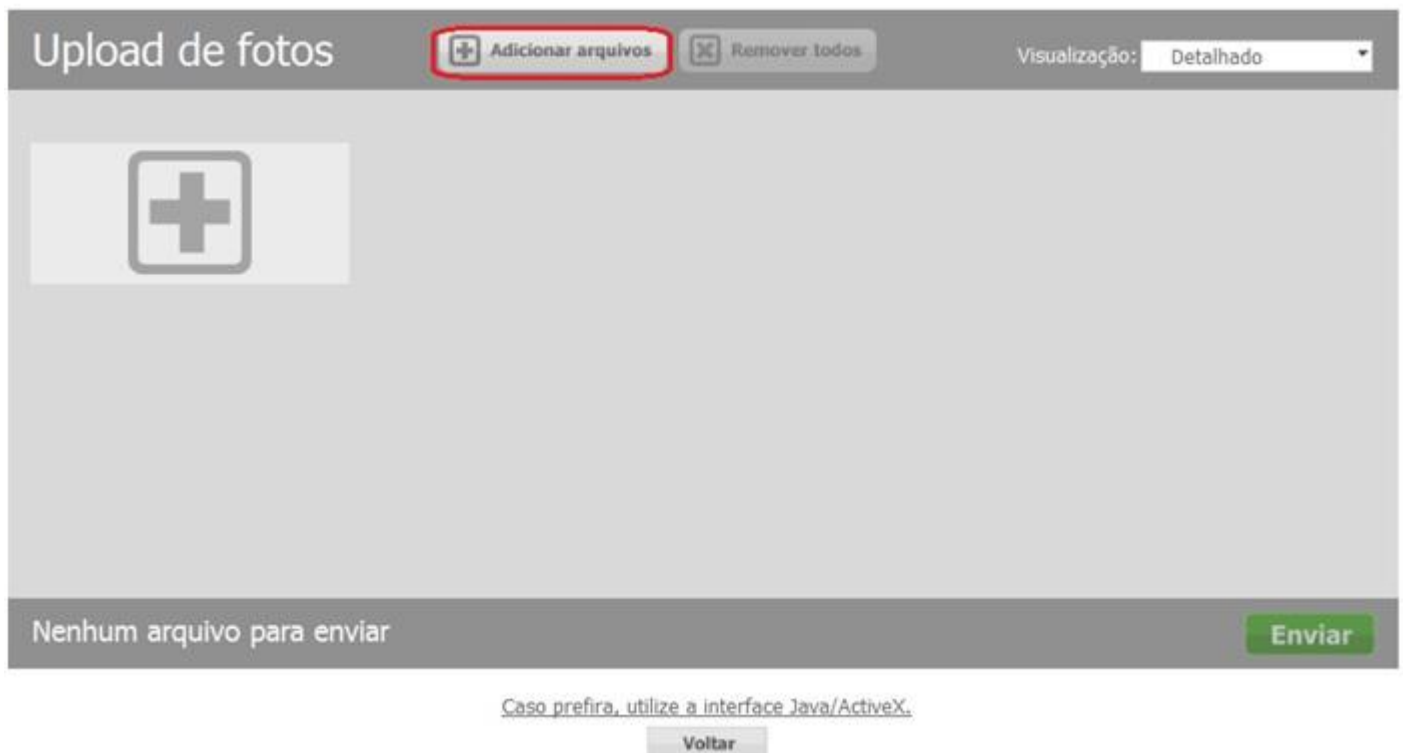 Upload de fotos
Adicionar arquivos
Remover todos
Visualização: Detalhado
Nenhum arquivo para enviar
Enviar
Caso prefira, utilize a interface Java/ActiveX.
Voltar